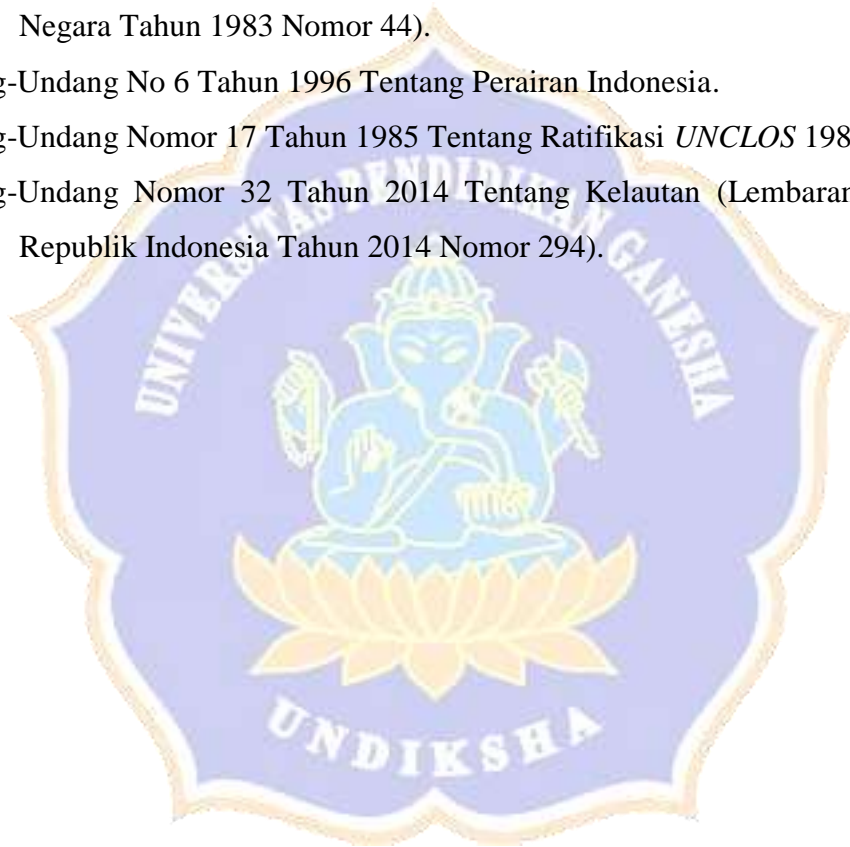 Negara Tahun 1983 Nomor 44).
g-Undang No 6 Tahun 1996 Tentang Perairan Indonesia.
g-Undang Nomor 17 Tahun 1985 Tentang Ratifikasi UNCLOS 198
g-Undang Nomor 32 Tahun 2014 Tentang Kelautan (Lembaran
Republik Indonesia Tahun 2014 Nomor 294).
UNIVERSITAS PENDIDIKAN GANESHA
UNDIKSHA